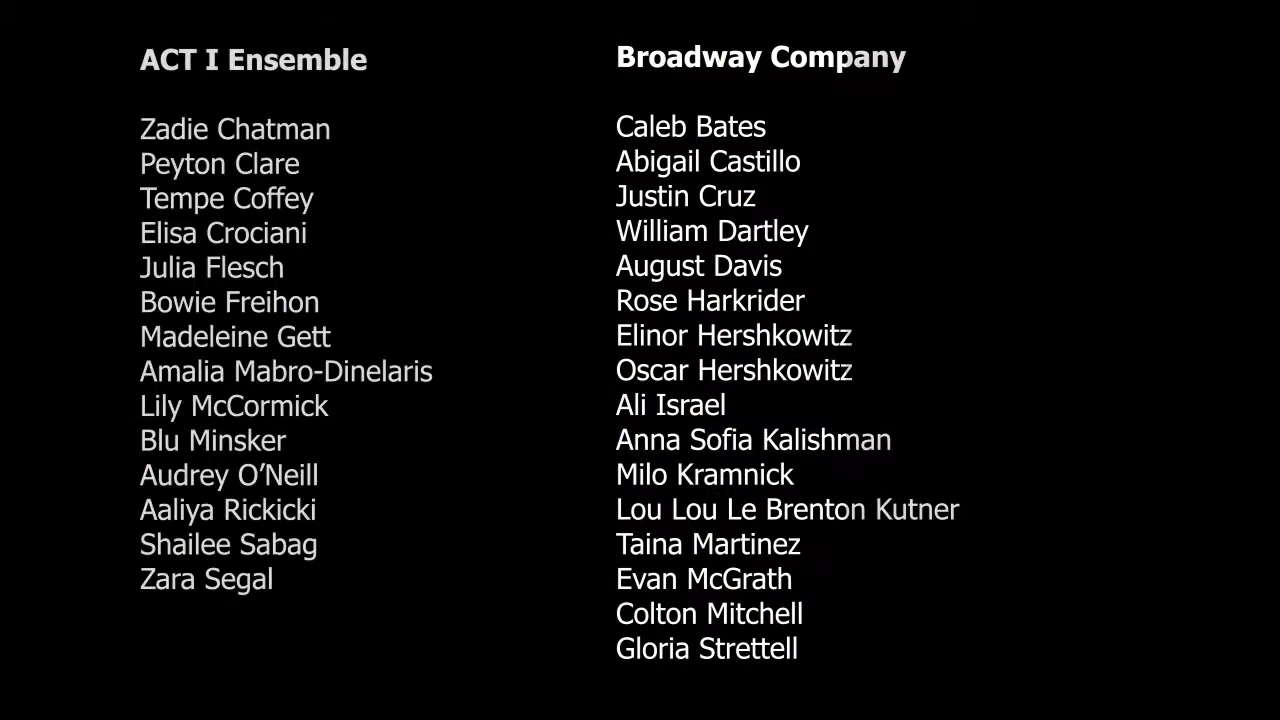 ACT I Ensemble
Zadie Chatman
Peyton Clare
Tempe Coffey
Elisa Crociani
Julia Flesch
Bowie Freihon
Madeleine Gett
Amalia Mabro-Dinelaris
Lily McCormick
Blu Minsker
Audrey O’Neill
Aaliya Rickicki
Shailee Sabag
Zara Segal
Broadway Company
Caleb Bates
Abigail Castillo
Justin Cruz
William Dartley
August Davis
Rose Harkrider
Elinor Hershkowitz
Oscar Hershkowitz
Ali Israel
Anna Sofia Kalishman
Milo Kramnick
Lou Lou Le Brenton Kutner
Taina Martinez
Evan McGrath
Colton Mitchell
Gloria Strettell